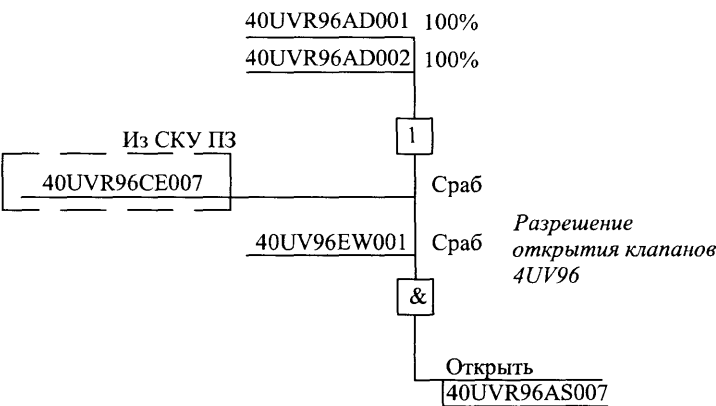 40UVR96AD001 100%
40UVR96AD002 100%
1
Из СКУ ПЗ
40UVR96CE007 Сраб
40UV96EW001 Сраб
Разрешение
открытия клапанов
4UV96
&
Открыть
40UVR96AS007